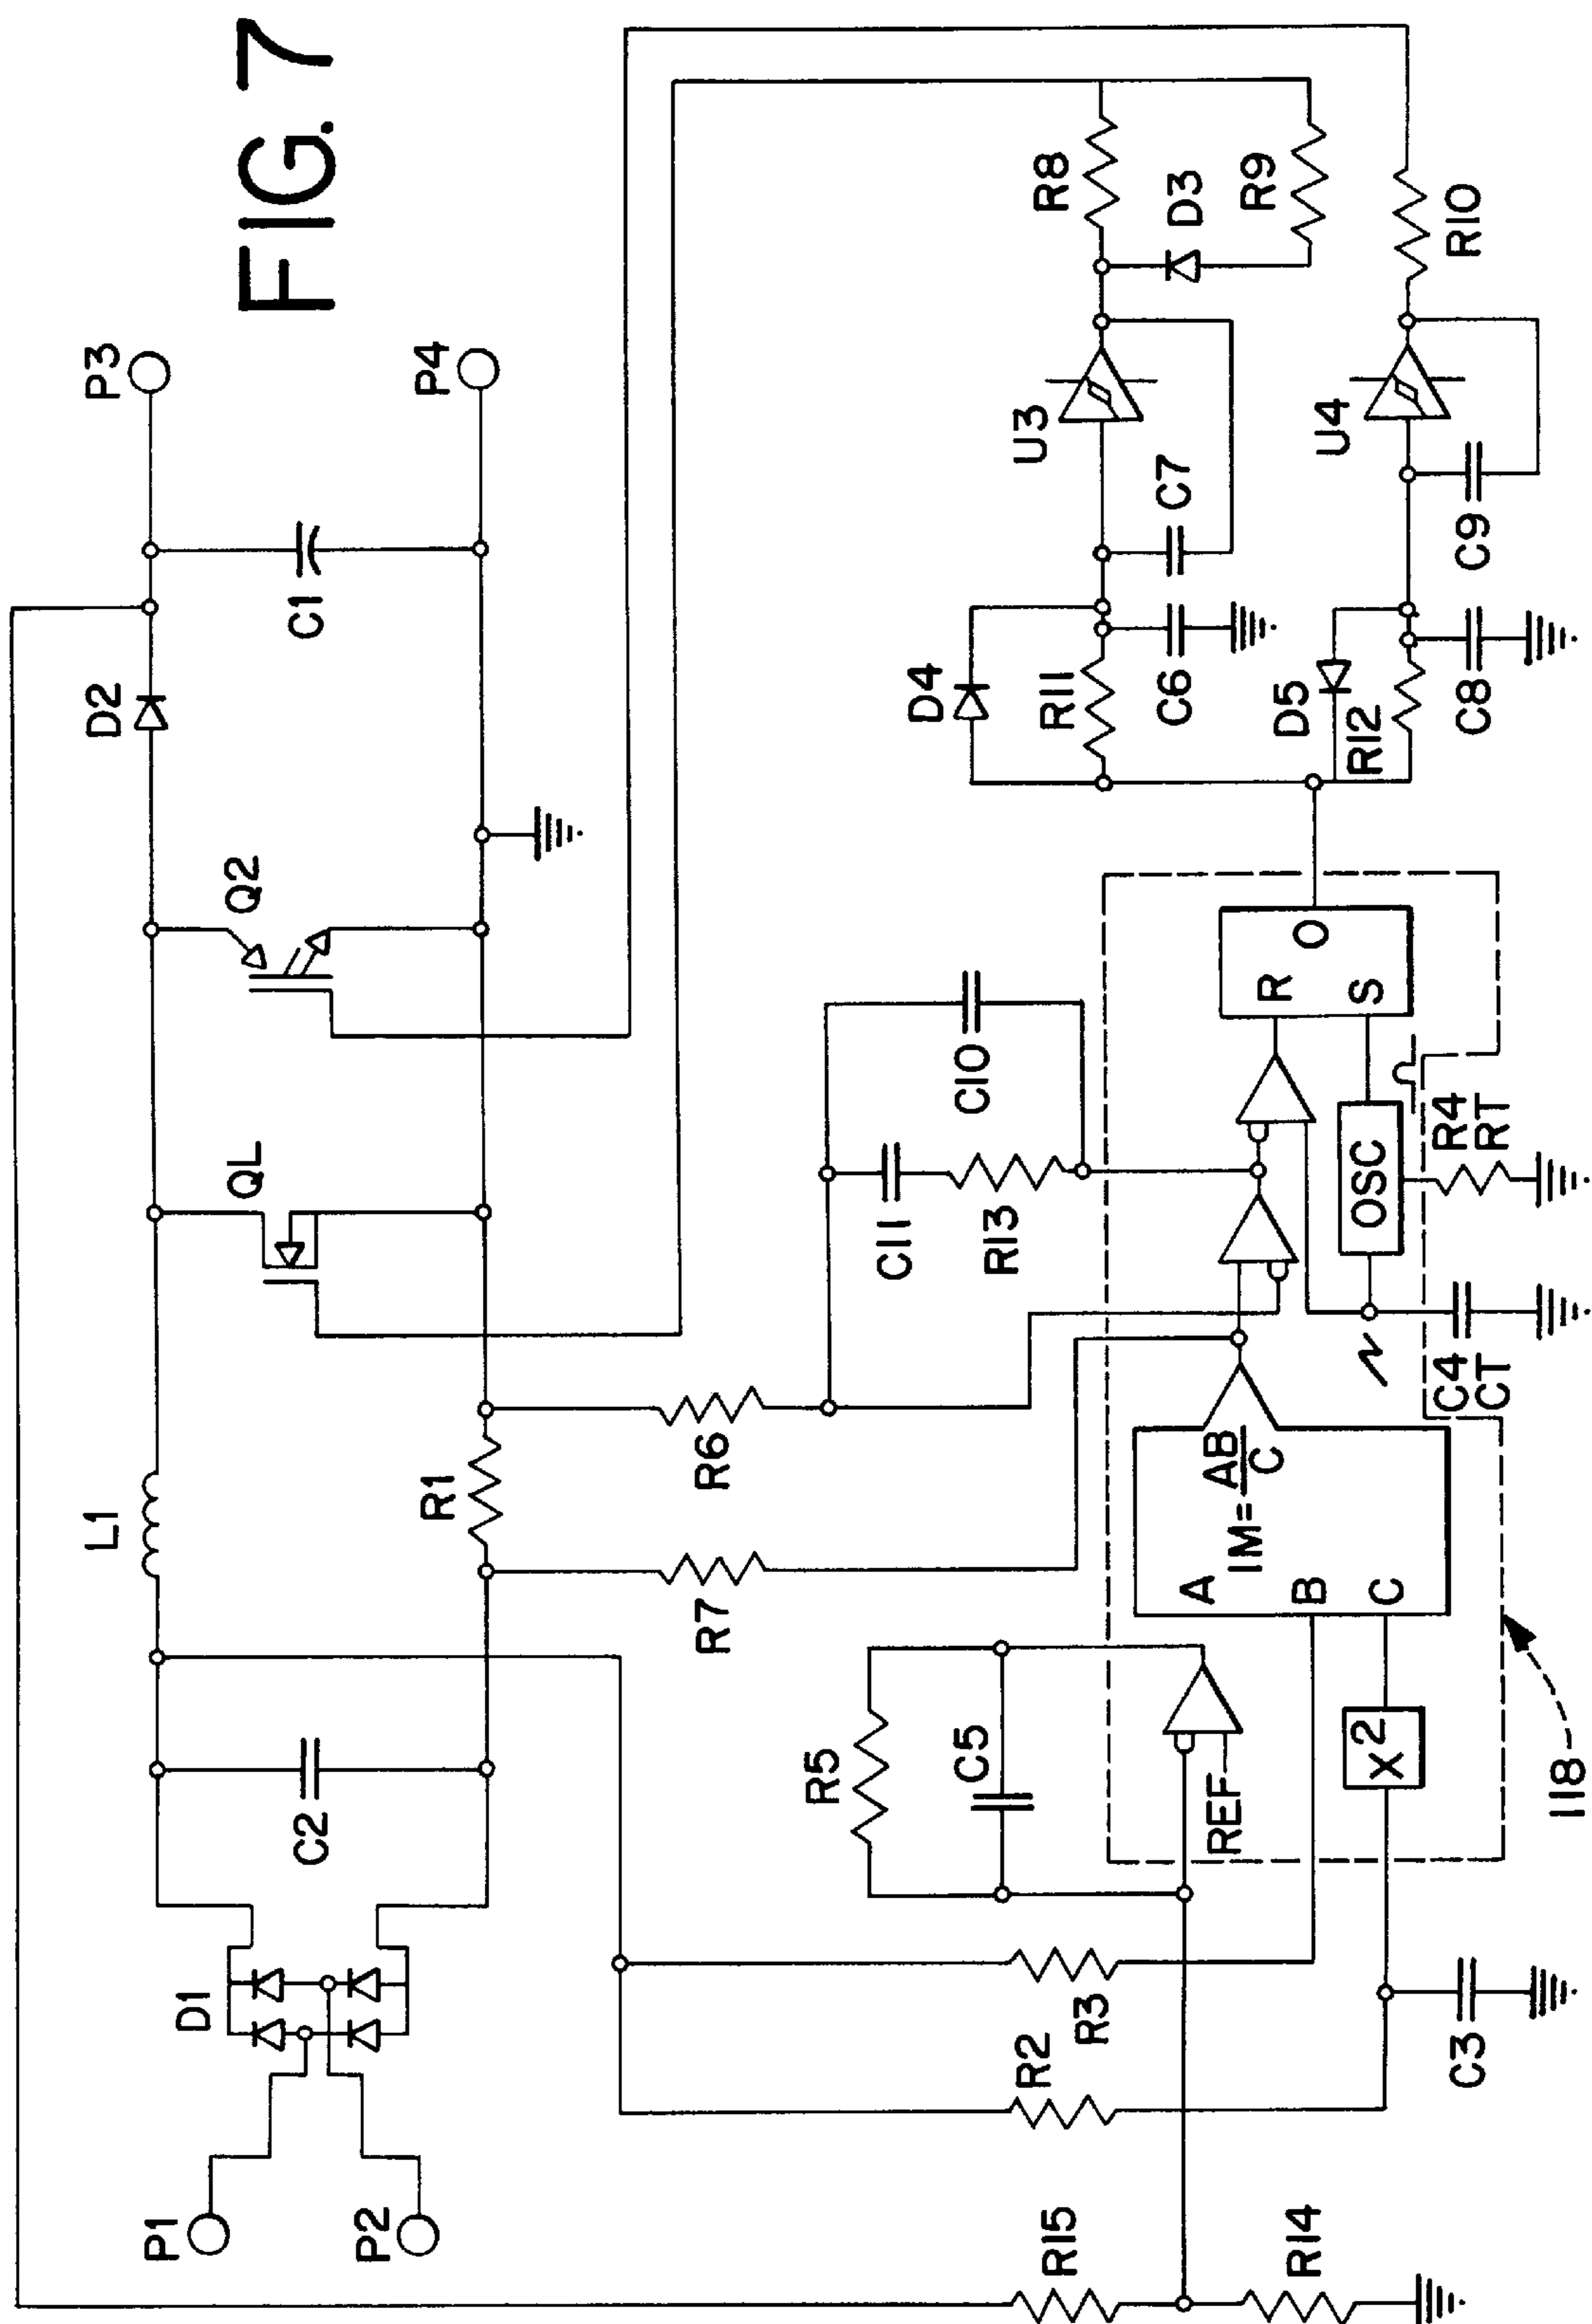 FIG. 7
P3
P4
D2
C1
Q2
QL
L1
R1
C2
D1
P1
P2
R6
R7
R8
D3
R9
R10
U3
U4
C7
C9
D4
R11
C6
D5
R12
C8
C10
C11
R13
O
R
S
OSC
R4
RT
C4
CT
A
B
C
IM=AB/C
X²
118
REF
R5
C5
R3
R2
C3
R15
R14